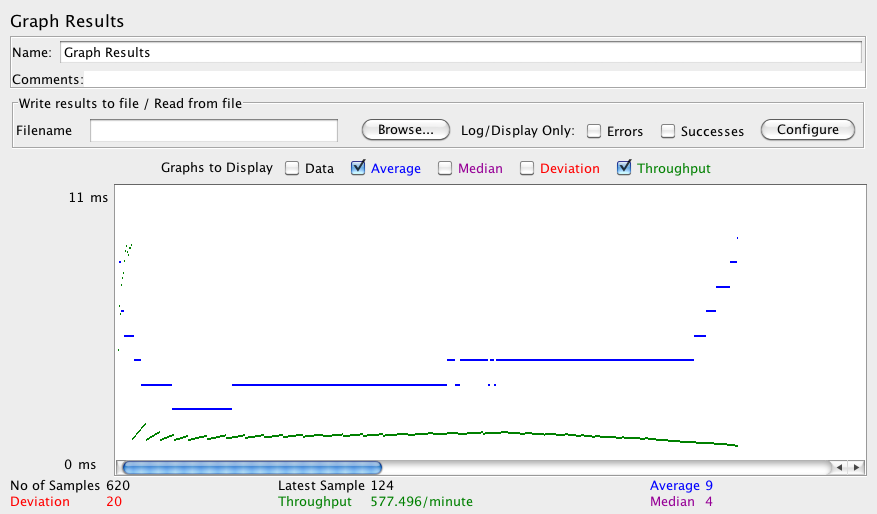 Graph Results
Name: Graph Results
Comments:
Write results to file / Read from file
Filename Browse... Log/Display Only: Errors Successes Configure
Graphs to Display Data Average Median Deviation Throughput
11 ms
0 ms
No of Samples 620 Latest Sample 124 Average 9
Deviation 20 Throughput 577.496/minute Median 4